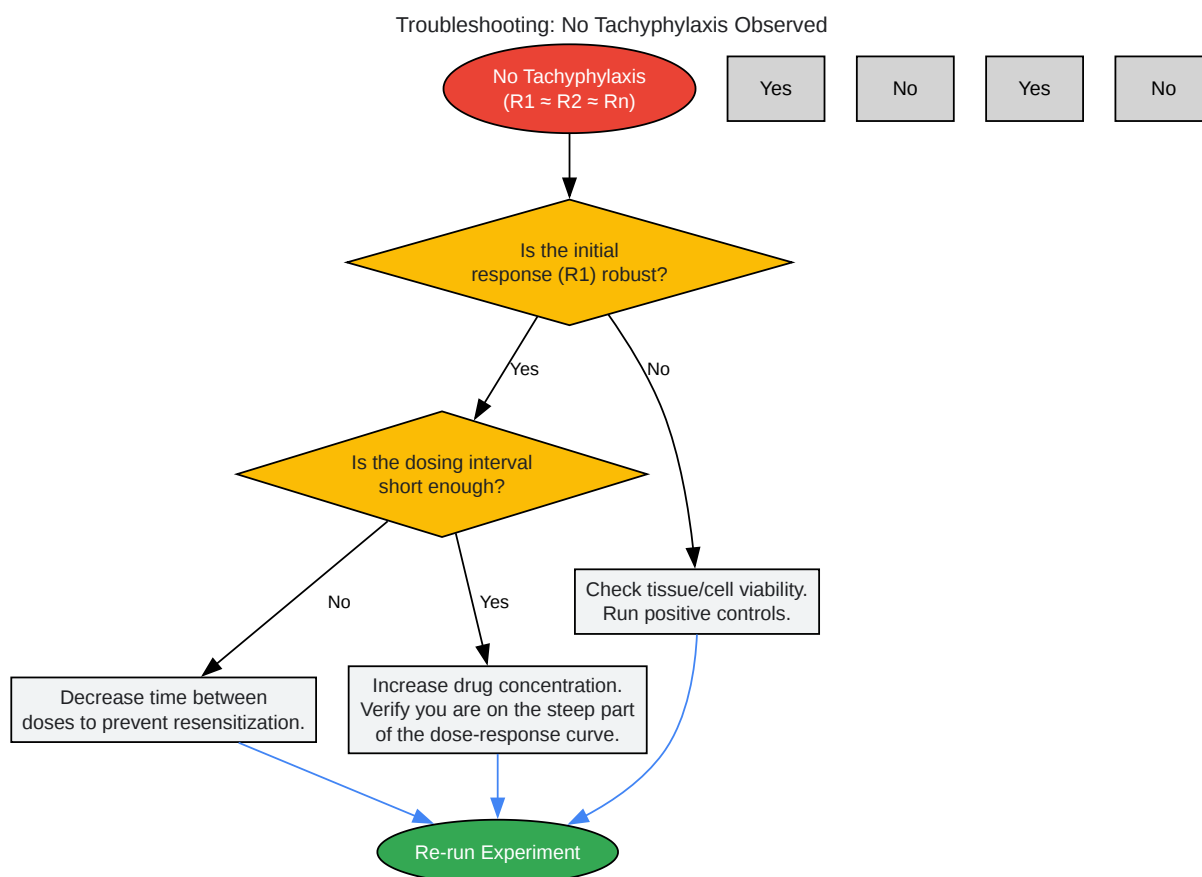 Troubleshooting: No Tachyphylaxis Observed
No Tachyphylaxis
(R1 ≈ R2 ≈ Rn)
Yes
No
Yes
No
Is the initial
response (R1) robust?
Yes
No
Is the dosing interval
short enough?
No
Yes
Check tissue/cell viability.
Run positive controls.
Decrease time between
doses to prevent resensitization.
Increase drug concentration.
Verify you are on the steep part
of the dose-response curve.
Re-run Experiment